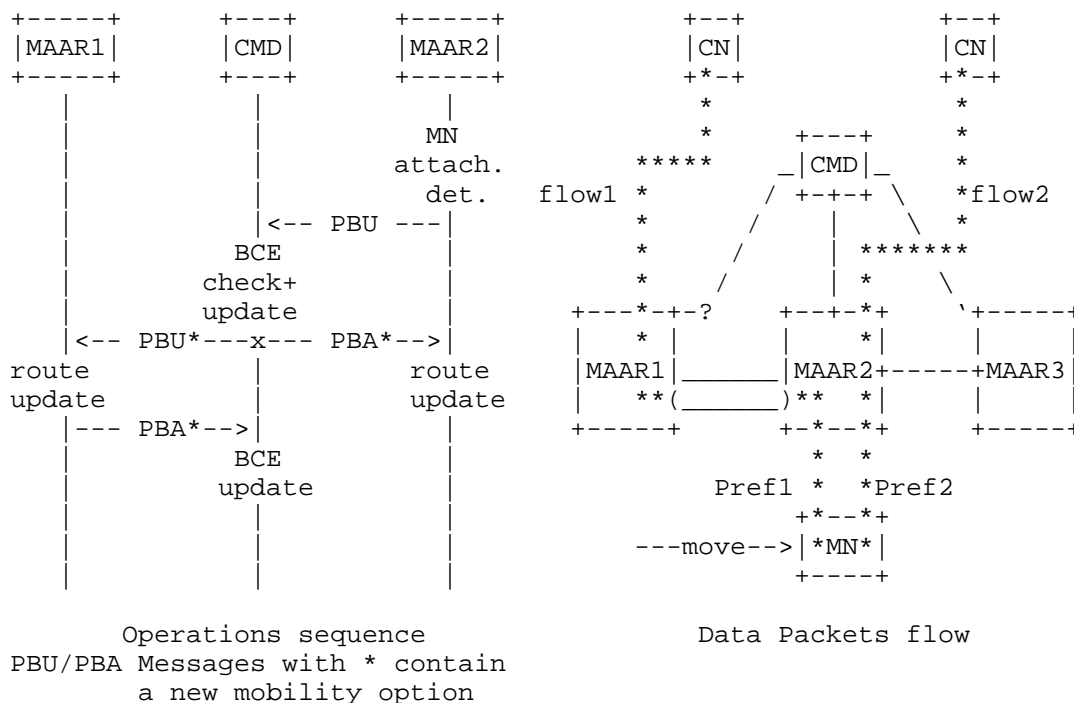 MAAR1 CMD MAAR2 CN CN
MN
attach. CMD
det. flow1 flow2
<-- PBU ---
BCE
check+
update
<-- PBU*---x--- PBA*--> ?
route route MAAR1 MAAR2 MAAR3
update update
--- PBA*-->
BCE
update Pref1 Pref2
---move--> *MN*
Operations sequence Data Packets flow
PBU/PBA Messages with * contain
a new mobility option